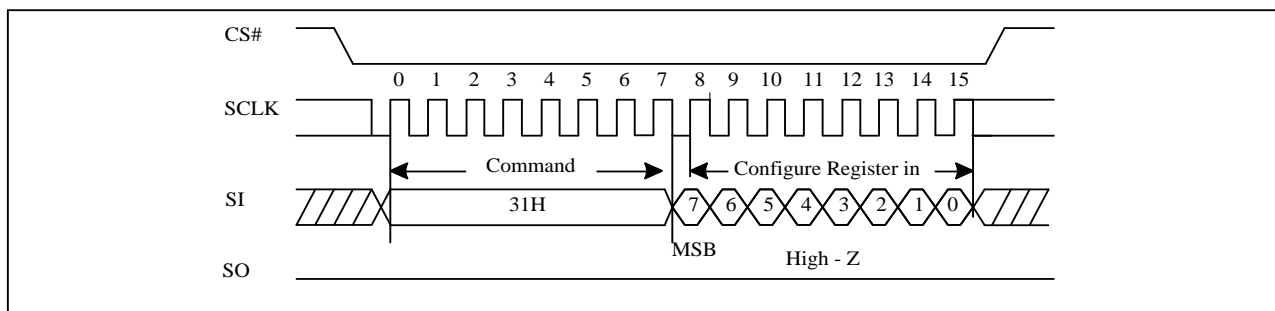 CS#
0 1 2 3 4 5 6 7 8 9 10 11 12 13 14 15
SCLK
Command Configure Register in
SI 31H 7 6 5 4 3 2 1 0
MSB High - Z
SO